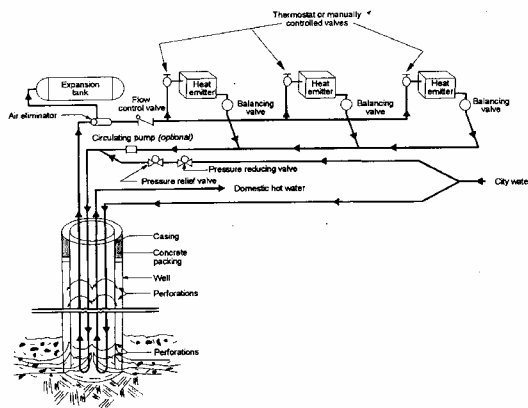 Thermostat or manually
controlled valves
Expansion
tank
Flow
control valve
Heat
emitter
Heat
emitter
Heat
emitter
Air eliminator
Balancing
valve
Balancing
valve
Balancing
valve
Circulating pump (optional)
Pressure reducing valve
Pressure relief valve
Domestic hot water
City wate
Casing
Concrete
packing
Well
Perforations
Perforations